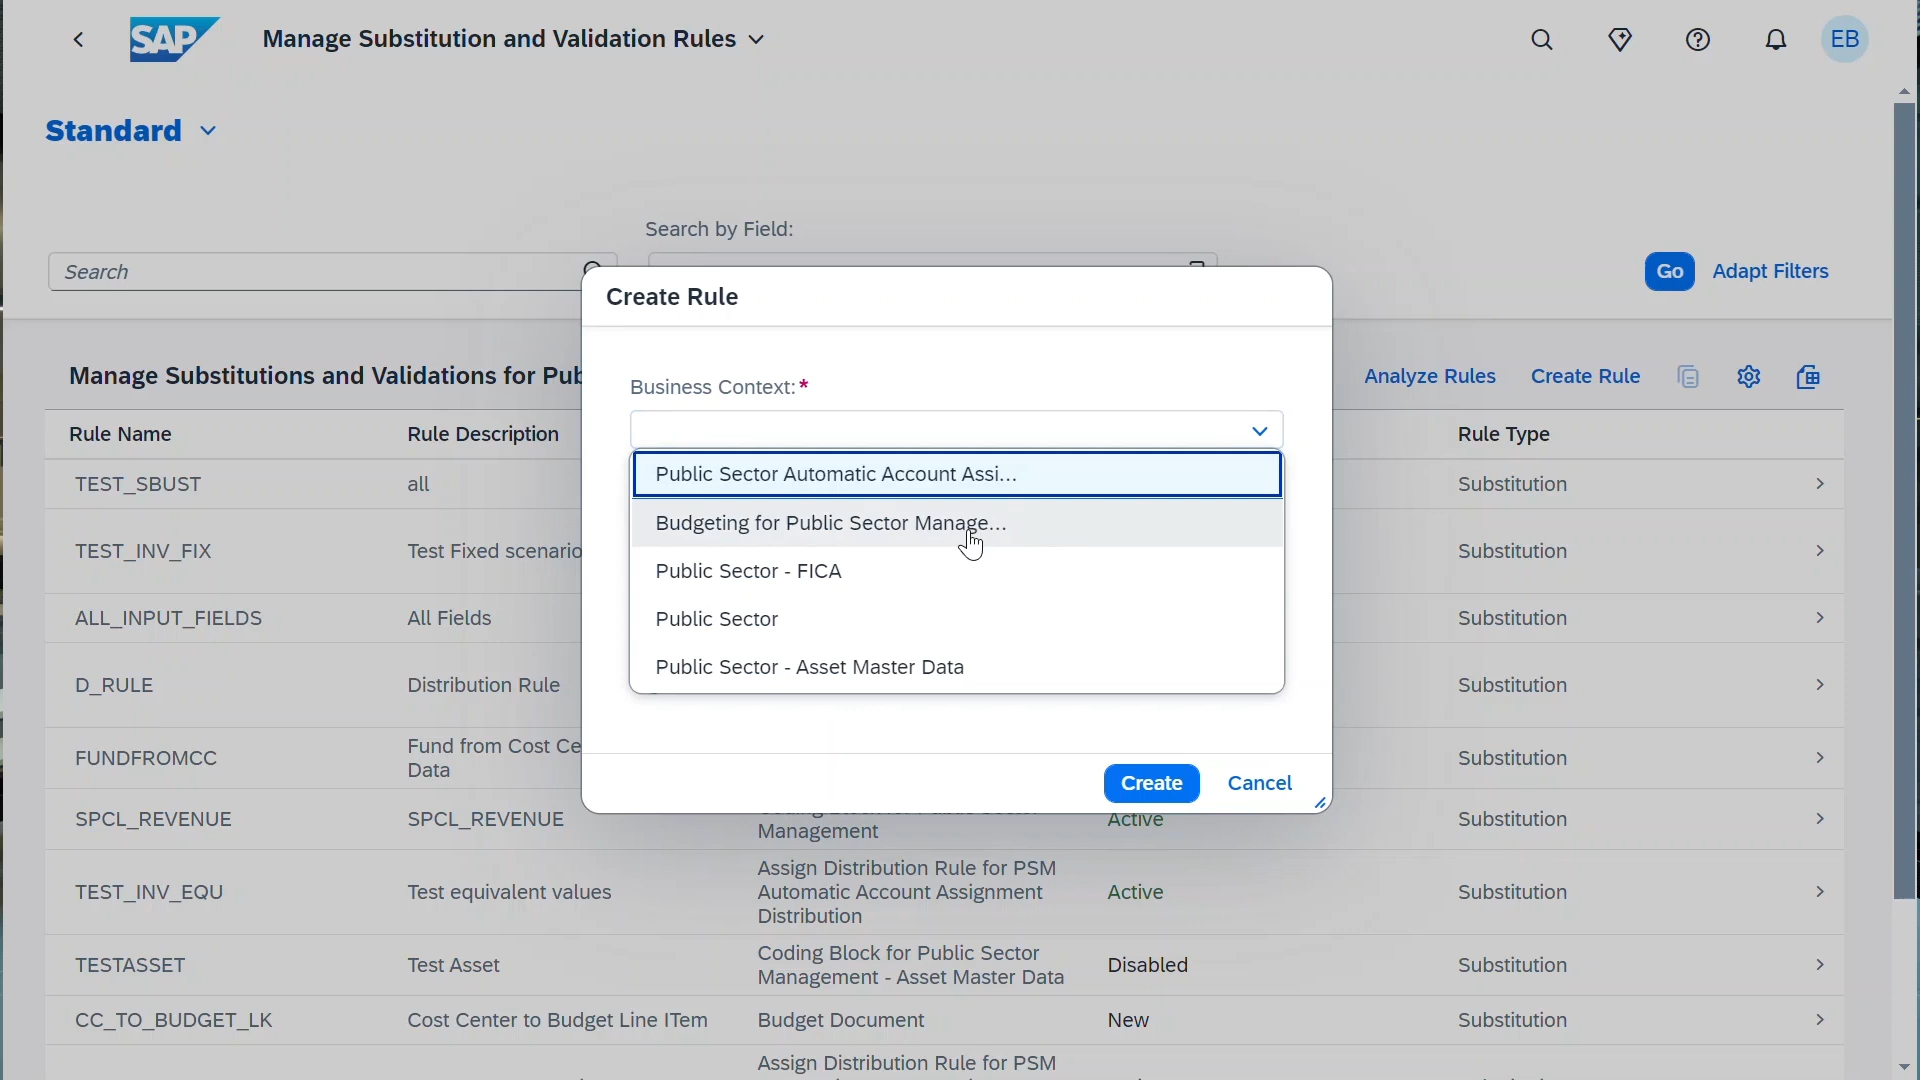 SAP
Manage Substitution and Validation Rules
EB
Standard
Search by Field:
Search
Go
Adapt Filters
Create Rule
Manage Substitutions and Validations for
Analyze Rules
Create Rule
Business Context:*
Rule Name
Rule Description
Rule Type
Public Sector Automatic Account Assi...
TEST_SBUST
all
Substitution
Budgeting for Public Sector Manage...
TEST_INV_FIX
Test Fixed scenario
Substitution
Public Sector - FICA
ALL_INPUT_FIELDS
All Fields
Public Sector
Substitution
Public Sector - Asset Master Data
D_RULE
Distribution Rule
Substitution
FUNDFROMCC
Fund from Cost
Data
Substitution
Create
Cancel
SPCL_REVENUE
SPCL_REVENUE
Management
Active
Substitution
TEST_INV_EQU
Test equivalent values
Assign Distribution Rule for PSM
Automatic Account Assignment
Distribution
Active
Substitution
TESTASSET
Test Asset
Coding Block for Public Sector
Management - Asset Master Data
Disabled
Substitution
CC_TO_BUDGET_LK
Cost Center to Budget Line ITem
Budget Document
New
Substitution
Assign Distribution Rule for PSM